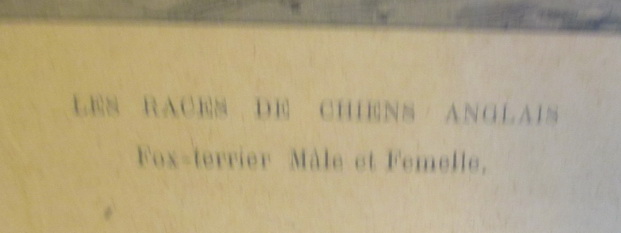 LES RACES DE CHIENS ANGLAIS
Fox-terrier Mâle et Femelle,